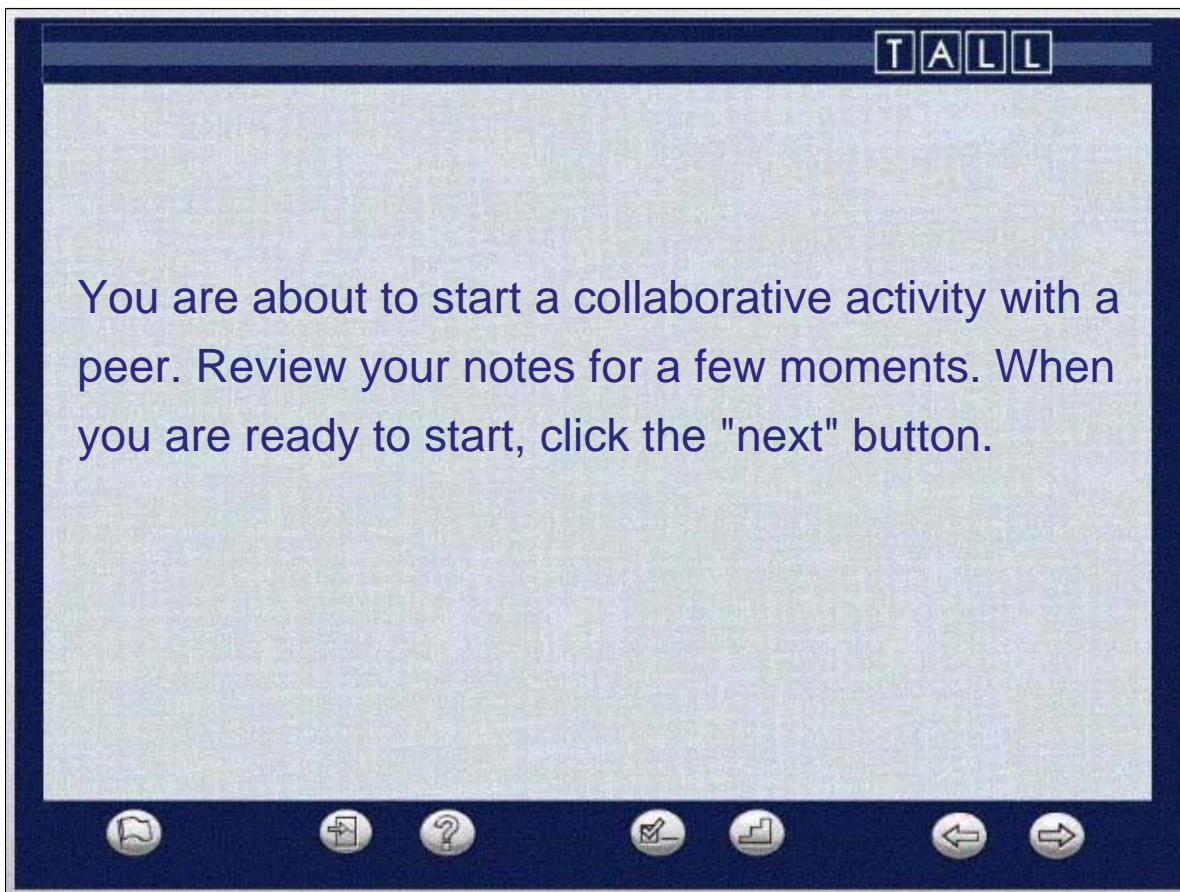 TALL
You are about to start a collaborative activity with a
peer. Review your notes for a few moments. When
you are ready to start, click the "next" button.